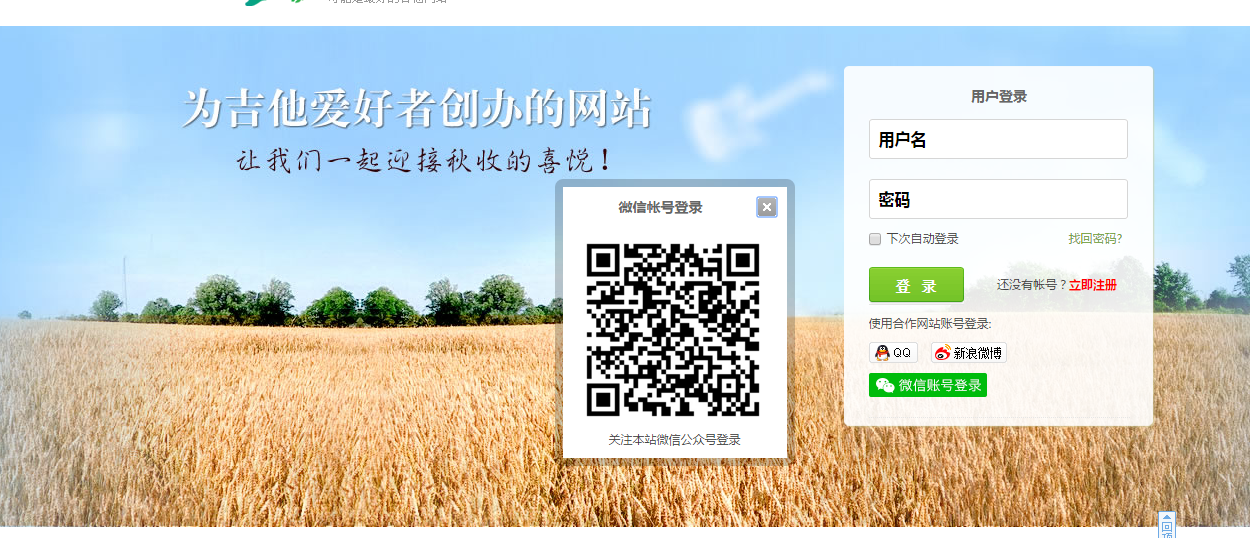 为吉他爱好者创办的网站
让我们一起迎接秋收的喜悦！
微信帐号登录
关注本站微信公众号登录
用户登录
用户名
密码
下次自动登录 找回密码?
登 录 还没有帐号？立即注册
使用合作网站账号登录:
QQ 新浪微博
微信账号登录
回